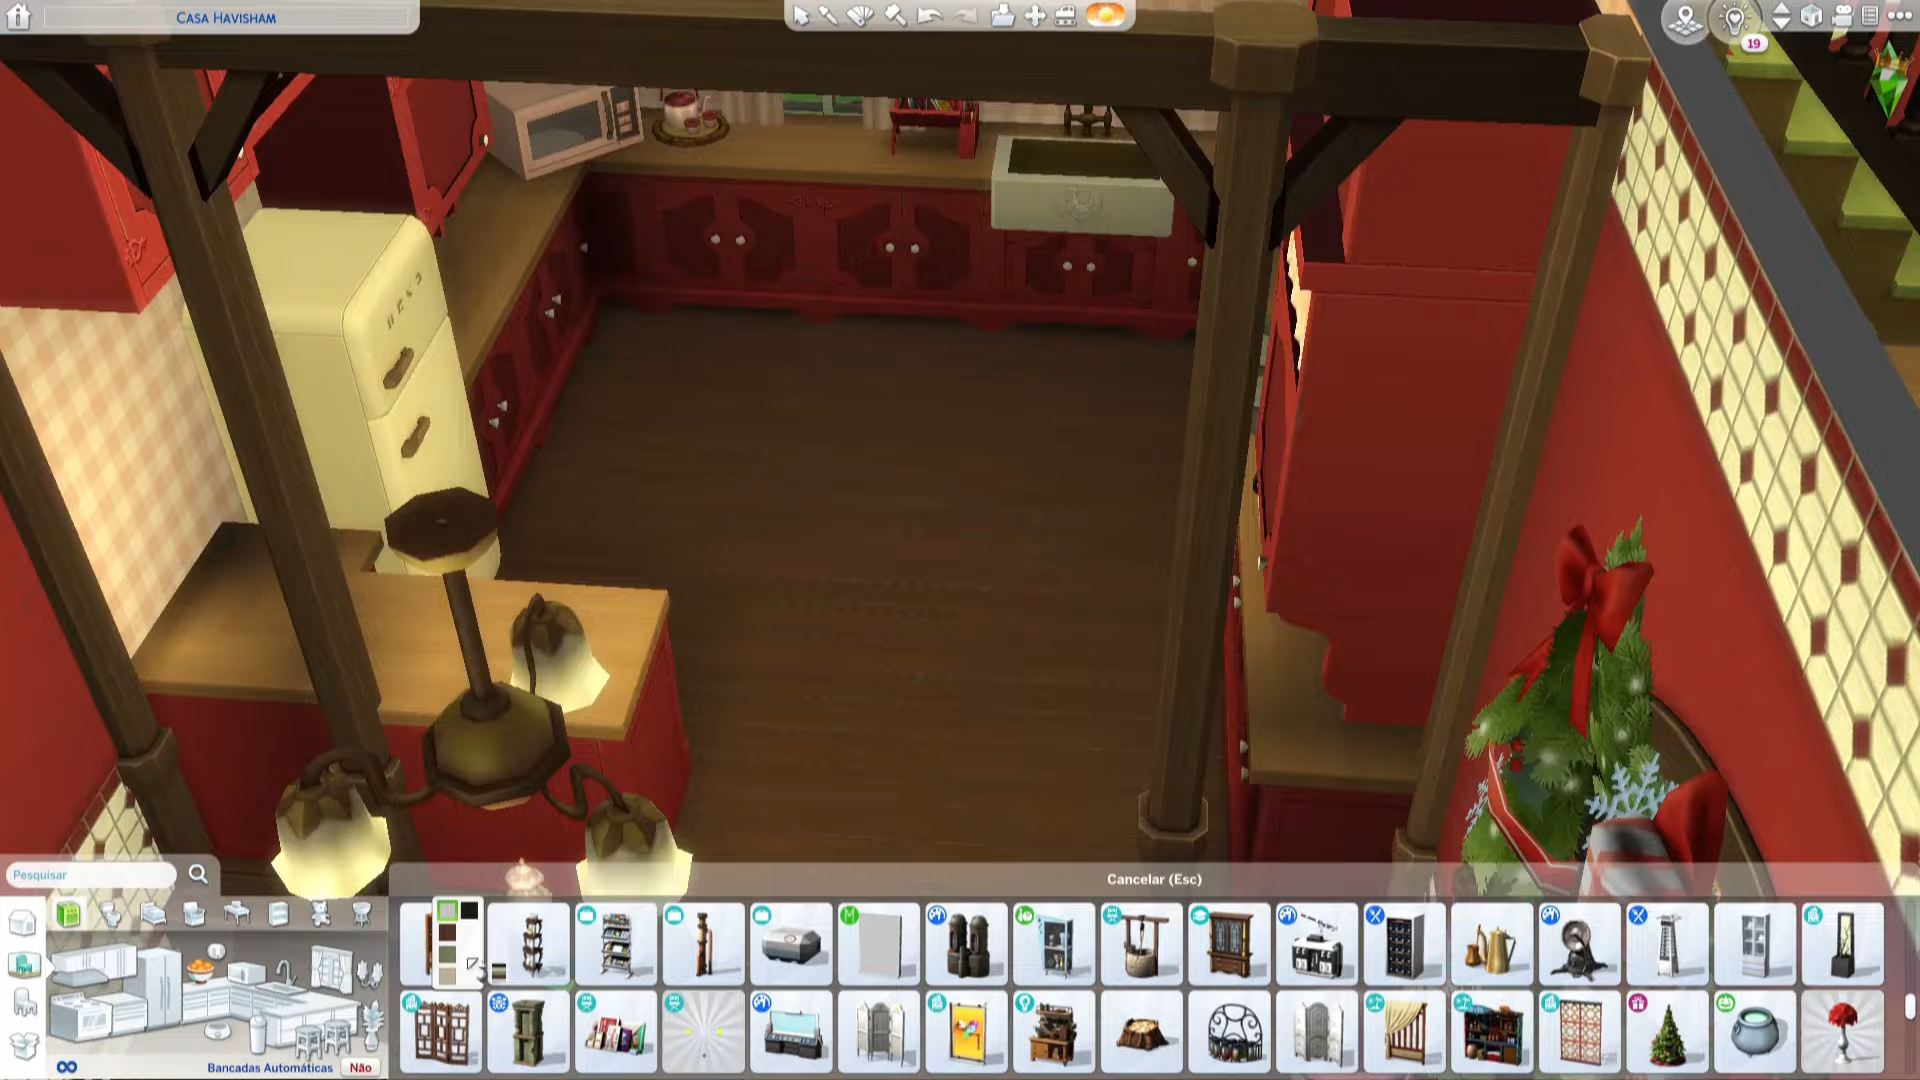 Casa Havisham
19
Cancelar (Esc)
Pesquisar
Bancadas Automáticas
Não